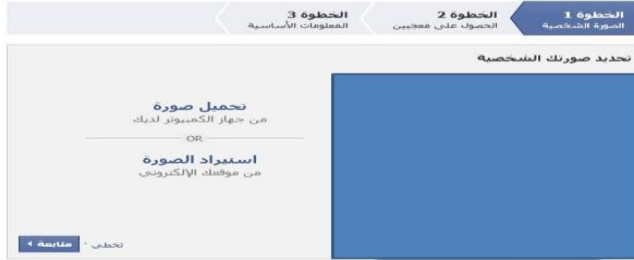 الخطوة 1
الصورة الشخصية
الخطوة 2
الحصول على معجبين
الخطوة 3
المعلومات الأساسية
تحديد صورتك الشخصية
تحميل صورة
من جهاز الكمبيوتر لديك
OR
استيراد الصورة
من موقعك الإلكتروني
تخطي · متابعة